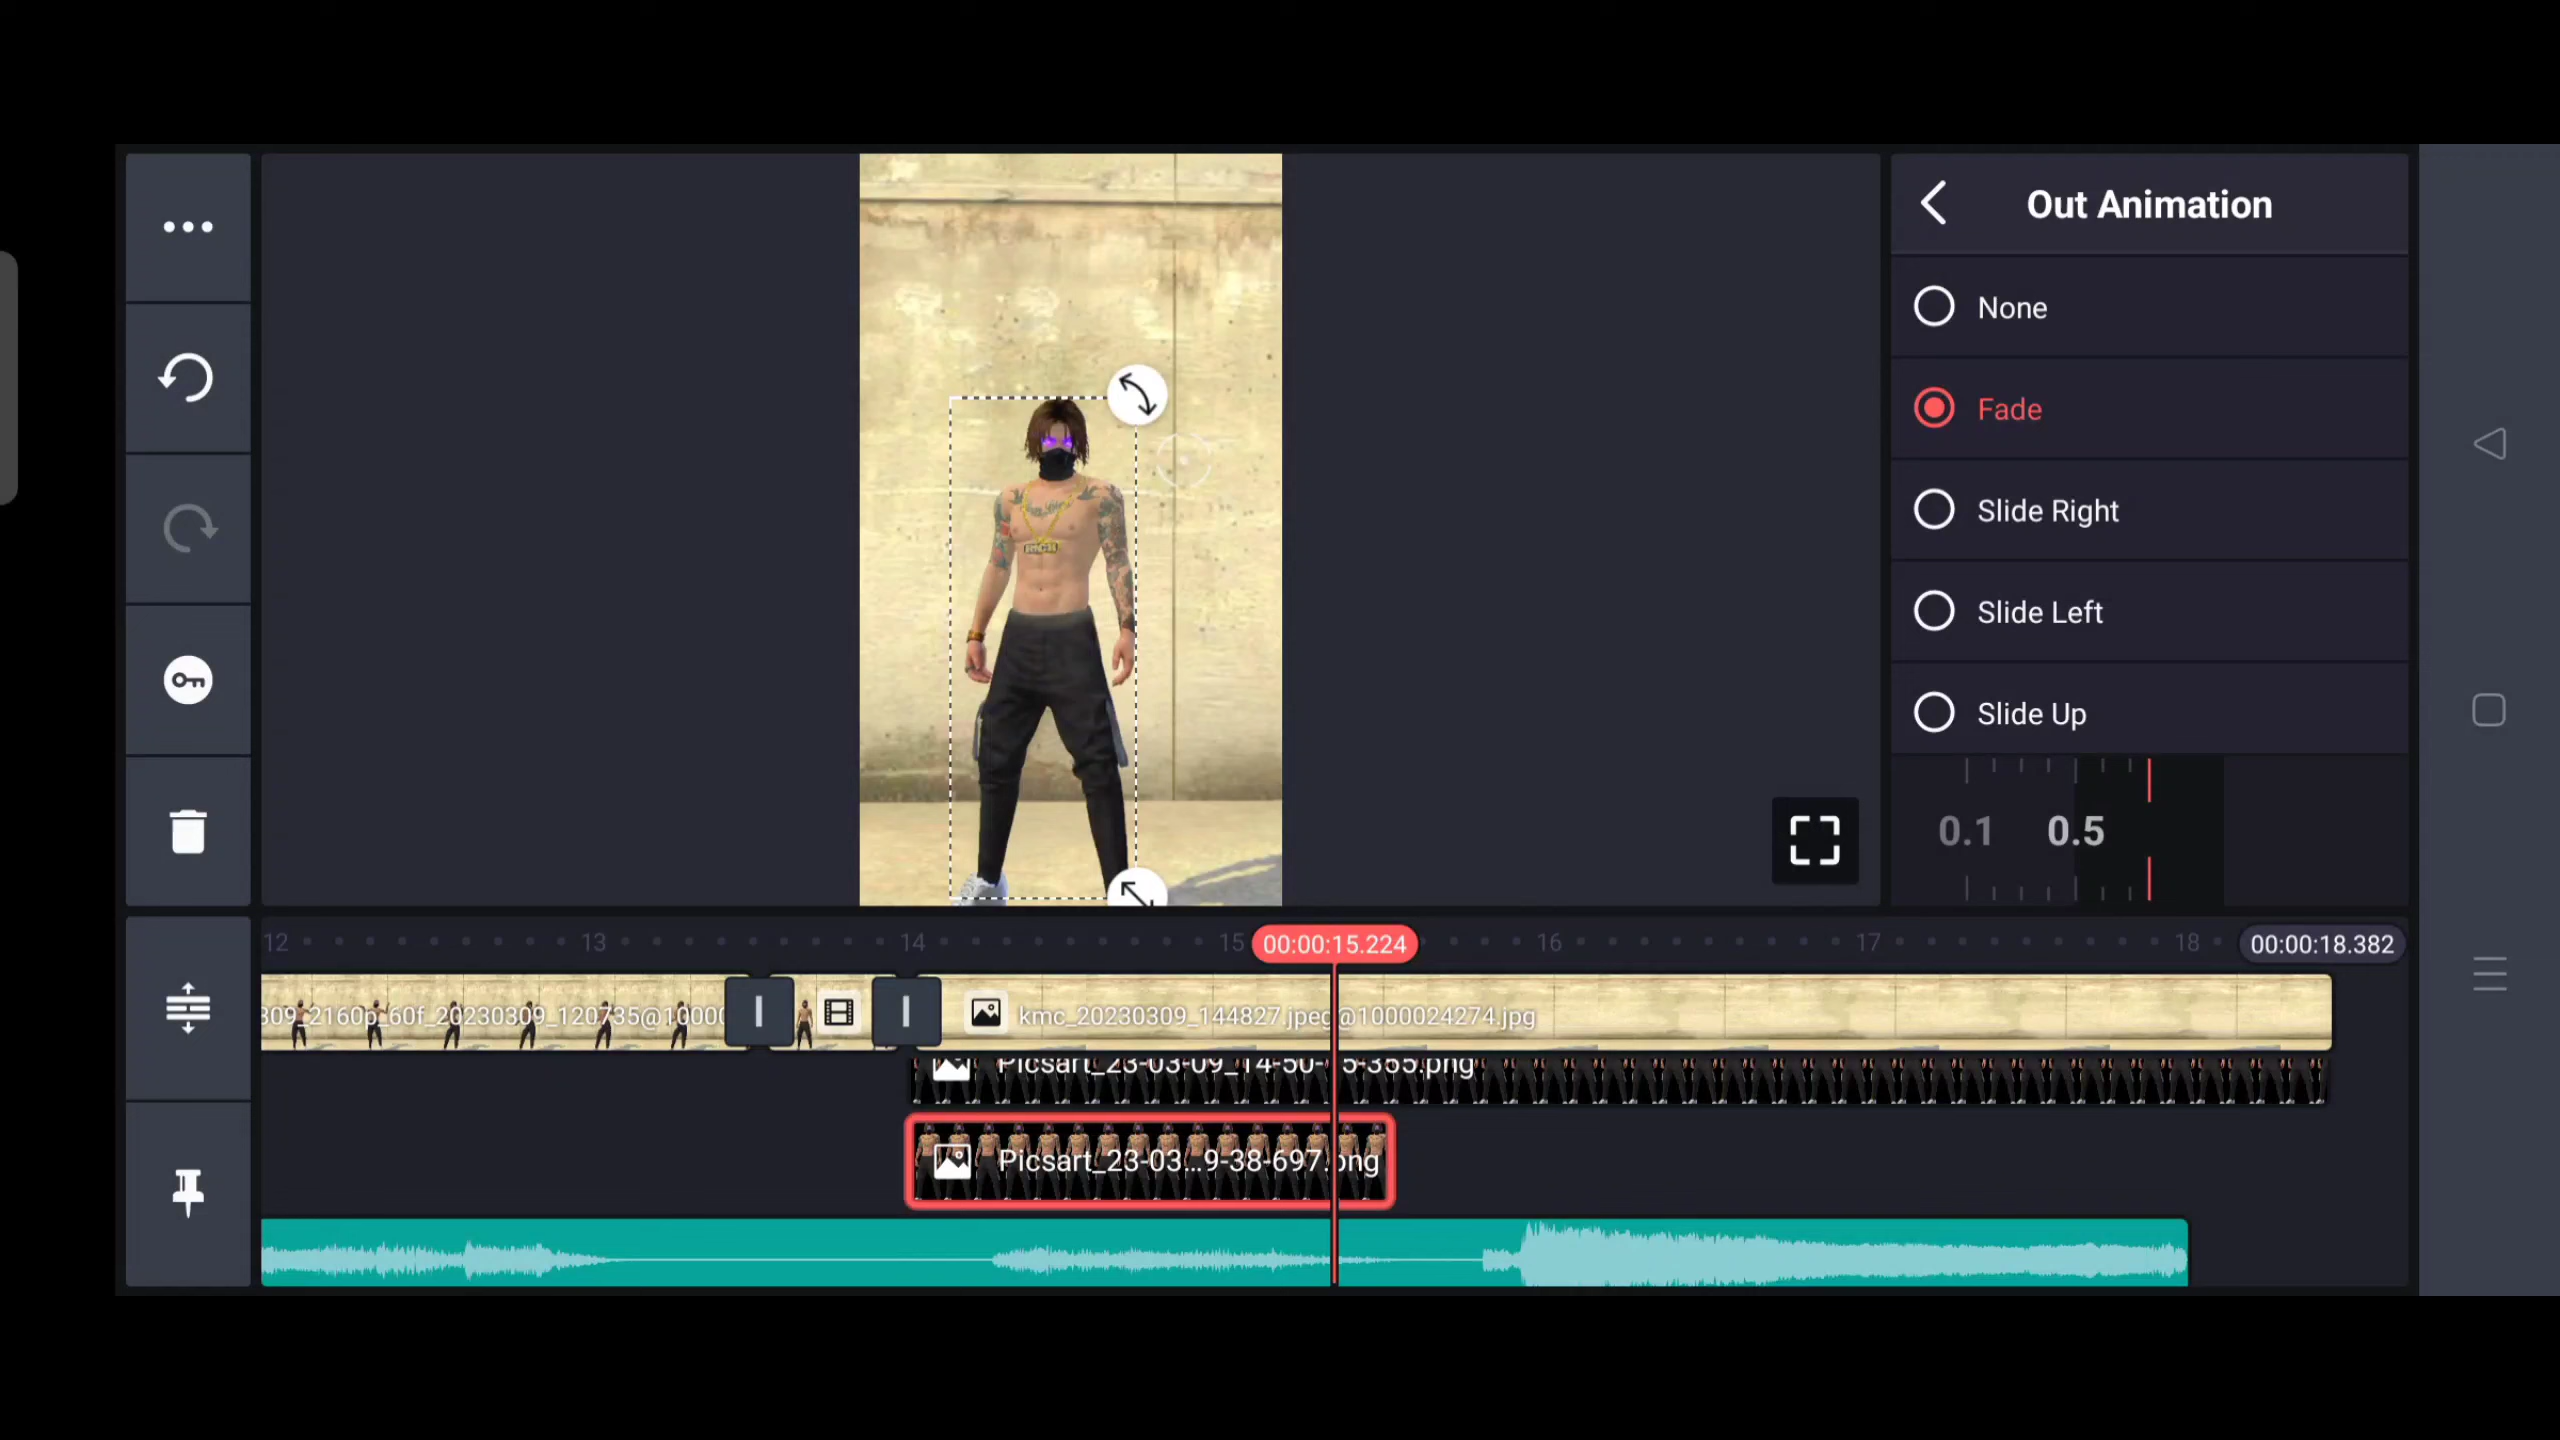 Out Animation
None
Fade
Slide Right
Slide Left
Slide Up
0.1 0.5
12 13 14 15 00:00:15.224 16 17 18 00:00:18.382
309_2160p_60f_20230309_120735@1000
kmc_20230309_144827.jpeg@1000024274.jpg
Picsart_23-03-09_14-50-5-365.png
Picsart_23-03...9-38-697.png